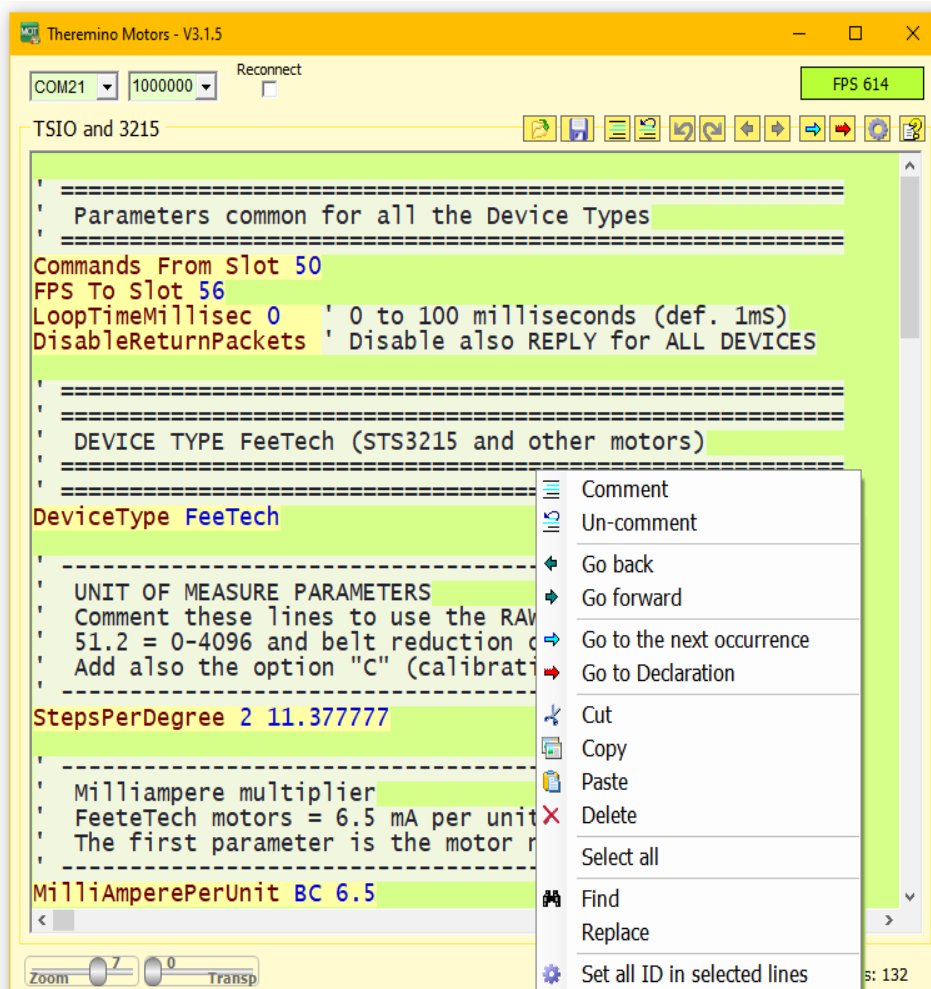 Theremino Motors - V3.1.5
COM21 1000000 Reconnect FPS 614
TSIO and 3215
' =========================================================
' Parameters common for all the Device Types
' =========================================================
Commands From Slot 50
FPS To Slot 56
LoopTimeMillisec 0 ' 0 to 100 milliseconds (def. 1mS)
DisableReturnPackets ' Disable also REPLY for ALL DEVICES
' =========================================================
' =========================================================
' DEVICE TYPE FeeTech (STS3215 and other motors)
' =========================================================
' ===================================
DeviceType FeeTech
' -----------------------------------
' UNIT OF MEASURE PARAMETERS
' Comment these lines to use the RAW
' 51.2 = 0-4096 and belt reduction
' Add also the option "C" (calibrati
' -----------------------------------
StepsPerDegree 2 11.377777
' -----------------------------------
' Milliampere multiplier
' FeeteTech motors = 6.5 mA per unit
' The first parameter is the motor
' -----------------------------------
MilliAmperePerUnit BC 6.5
Comment
Un-comment
Go back
Go forward
Go to the next occurrence
Go to Declaration
Cut
Copy
Paste
Delete
Select all
Find
Replace
Set all ID in selected lines
Zoom 7 0 Transp s: 132